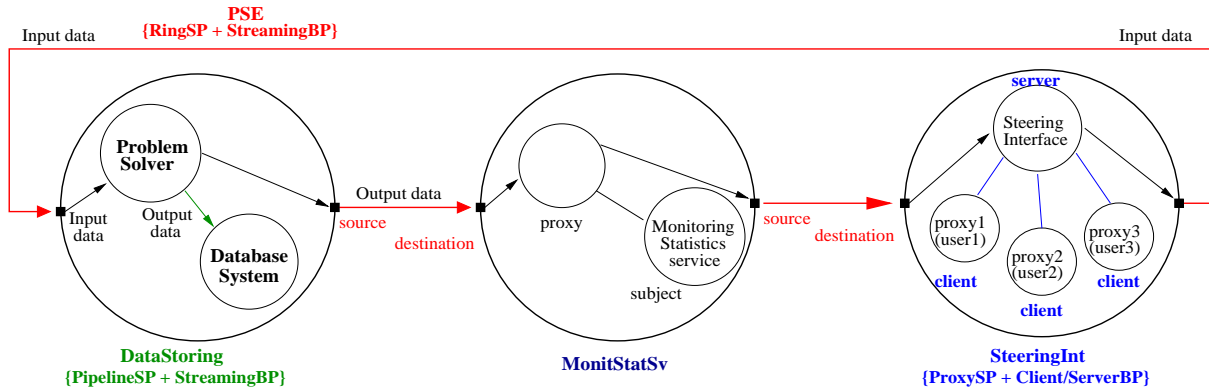 PSE
{RingSP + StreamingBP}
Input data
Input data
Problem
Solver
Input
data
Output
data
Database
System
source
Output data
destination
proxy
Monitoring
Statistics
service
subject
source
destination
server
Steering
Interface
proxy1
(user1)
proxy2
(user2)
proxy3
(user3)
client
client
client
DataStoring
{PipelineSP + StreamingBP}
MonitStatSv
SteeringInt
{ProxySP + Client/ServerBP}